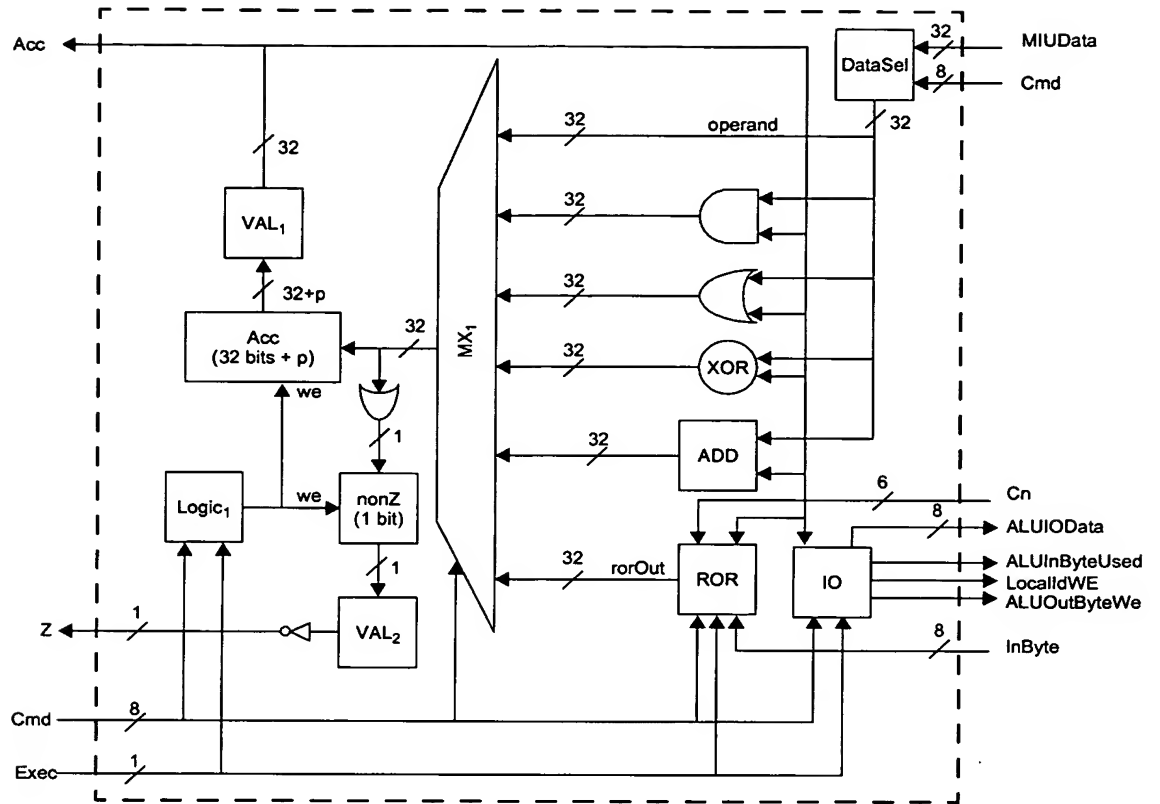 Acc
32
MIUData
DataSel
8
Cmd
32
operand
32
32
32
VAL₁
32+p
32
Acc
(32 bits + p)
32
MX₁
32
XOR
we
1
32
ADD
Logic₁
we
nonZ
(1 bit)
6
Cn
8
ALUIOData
1
32
rorOut
ROR
IO
ALUInByteUsed
LocalIdWE
ALUOutByteWe
Z
1
VAL₂
8
InByte
Cmd
8
Exec
1